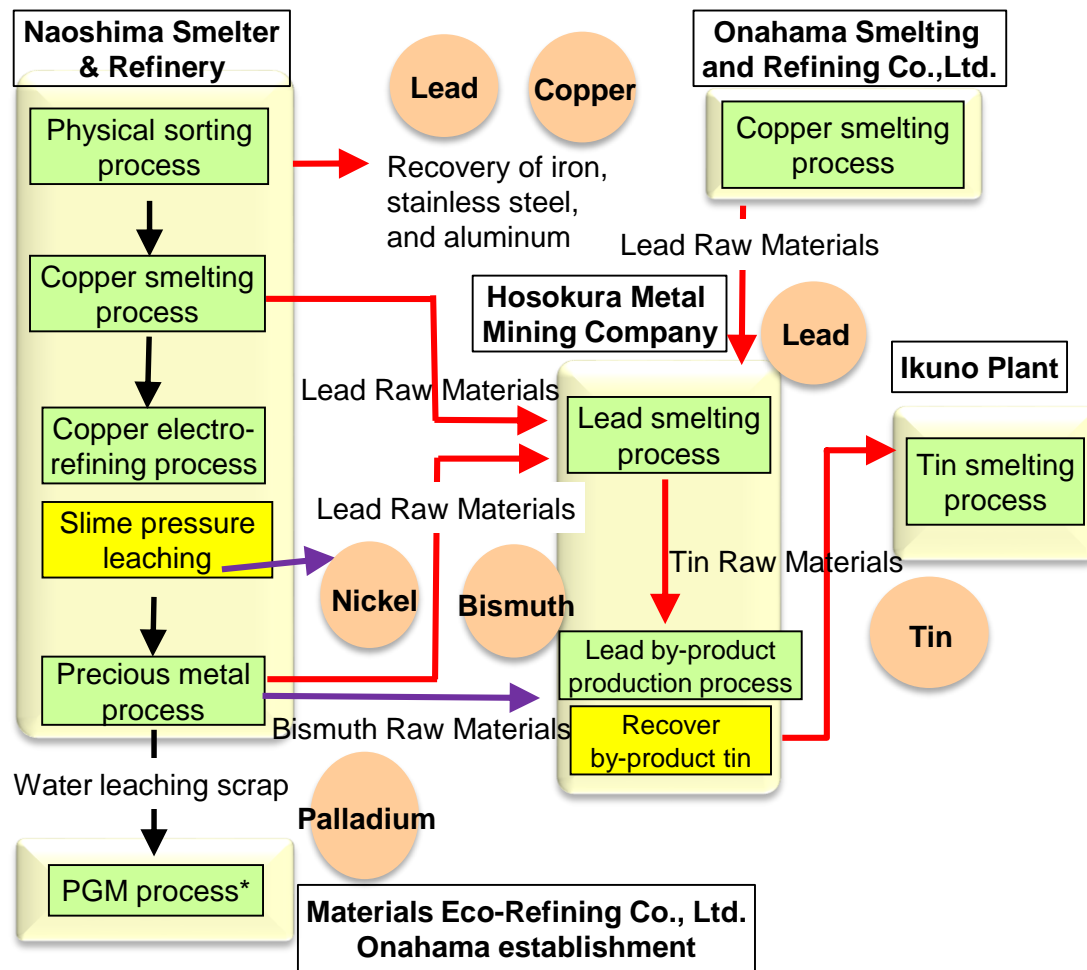 Naoshima Smelter
& Refinery
Physical sorting
process
Copper smelting
process
Copper electro-
refining process
Slime pressure
leaching
Precious metal
process
Water leaching scrap
PGM process*
Lead
Copper
Recovery of iron,
stainless steel,
and aluminum
Onahama Smelting
and Refining Co.,Ltd.
Copper smelting
process
Lead Raw Materials
Hosokura Metal
Mining Company
Lead
Ikuno Plant
Lead Raw Materials
Lead smelting
process
Tin smelting
process
Lead Raw Materials
Nickel
Bismuth
Tin Raw Materials
Tin
Lead by-product
production process
Bismuth Raw Materials
Recover
by-product tin
Palladium
Materials Eco-Refining Co., Ltd.
Onahama establishment